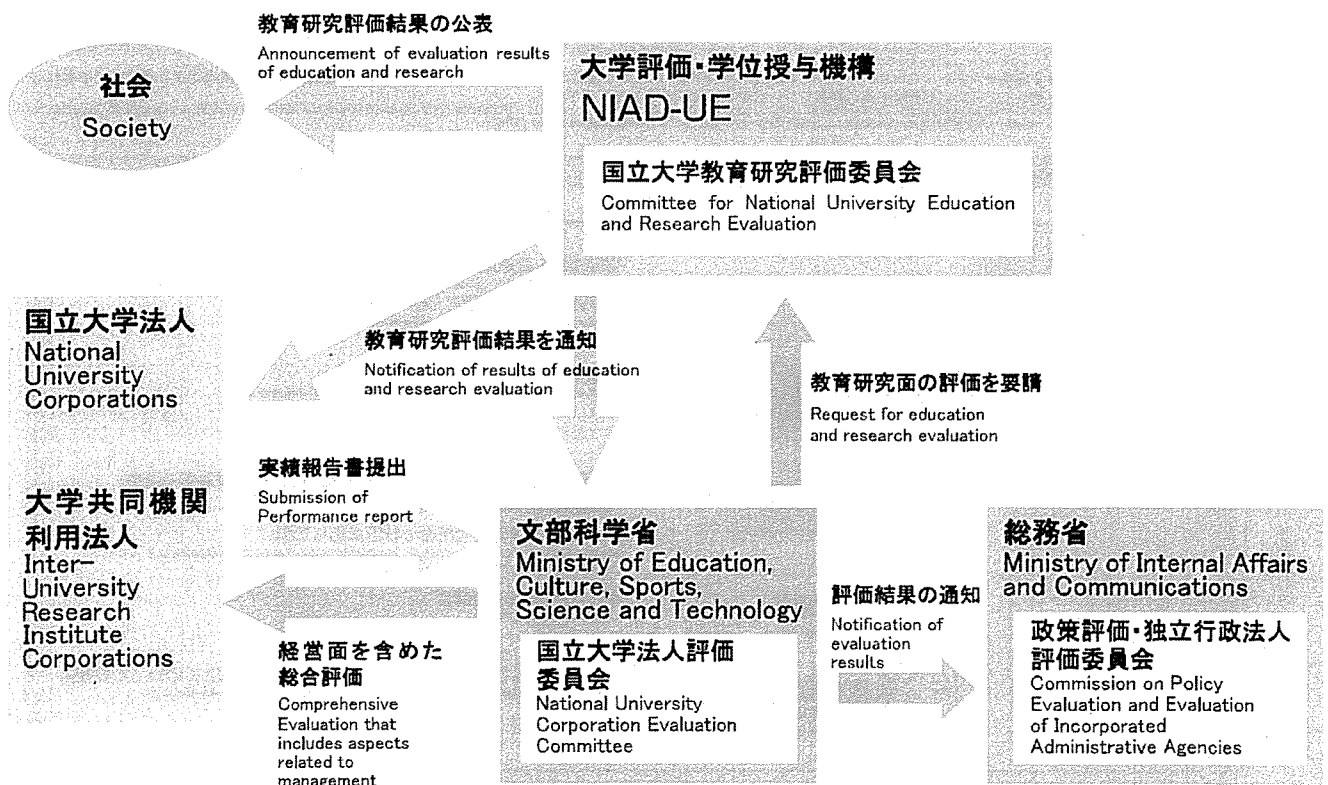 教育研究評価結果の公表
Announcement of evaluation results
of education and research
社会
Society
大学評価・学位授与機構
NIAD-UE
国立大学教育研究評価委員会
Committee for National University Education
and Research Evaluation
国立大学法人
National
University
Corporations
教育研究評価結果を通知
Notification of results of education
and research evaluation
教育研究面の評価を要請
Request for education
and research evaluation
実績報告書提出
Submission of
Performance report
大学共同機関
利用法人
Inter-
University
Research
Institute
Corporations
経営面を含めた
総合評価
Comprehensive
Evaluation that
includes aspects
related to
management
文部科学省
Ministry of Education,
Culture, Sports,
Science and Technology
国立大学法人評価
委員会
National University
Corporation Evaluation
Committee
評価結果の通知
Notification of
evaluation
results
総務省
Ministry of Internal Affairs
and Communications
政策評価・独立行政法人
評価委員会
Commission on Policy
Evaluation and Evaluation
of Incorporated
Administrative Agencies